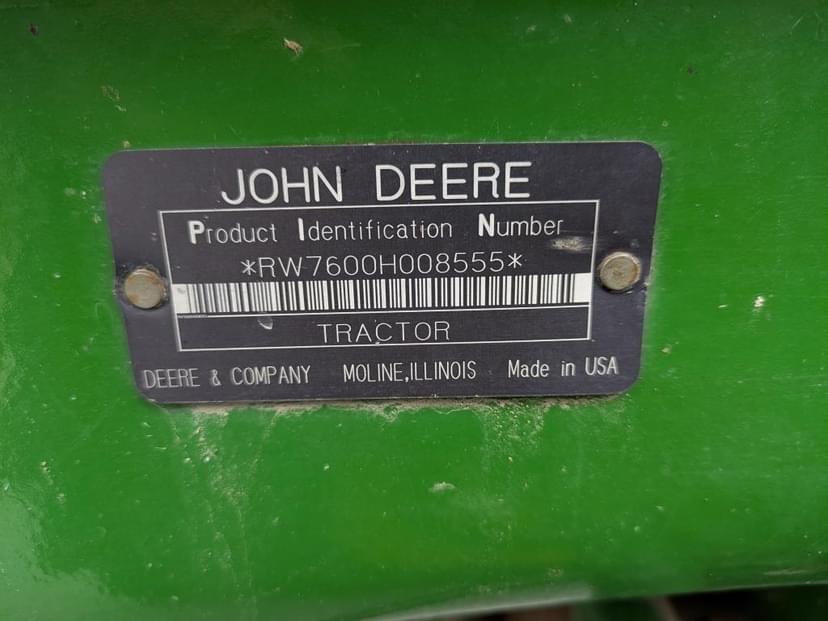 JOHN DEERE
Product Identification Number
*RW7600H008555*
TRACTOR
DEERE & COMPANY MOLINE,ILLINOIS Made in USA